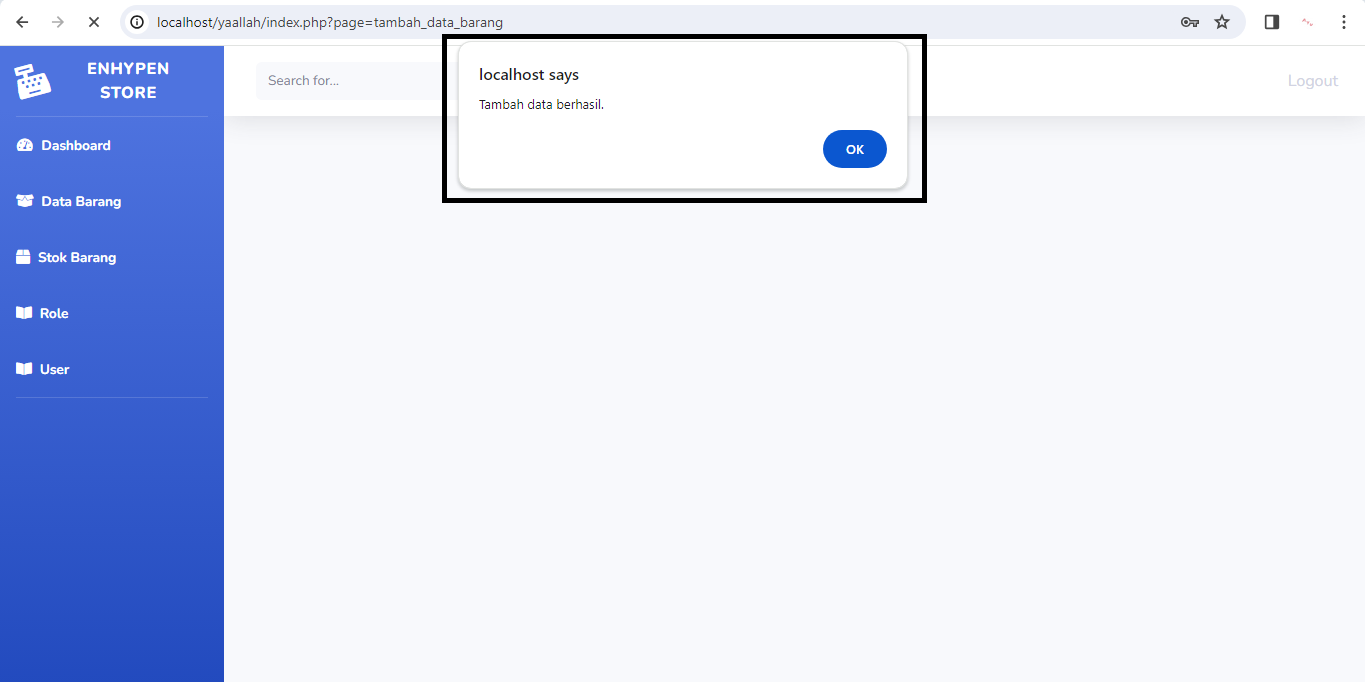 localhost/yaallah/index.php?page=tambah_data_barang
ENHYPEN
STORE
Dashboard
Data Barang
Stok Barang
Role
User
Search for...
Logout
localhost says
Tambah data berhasil.
OK